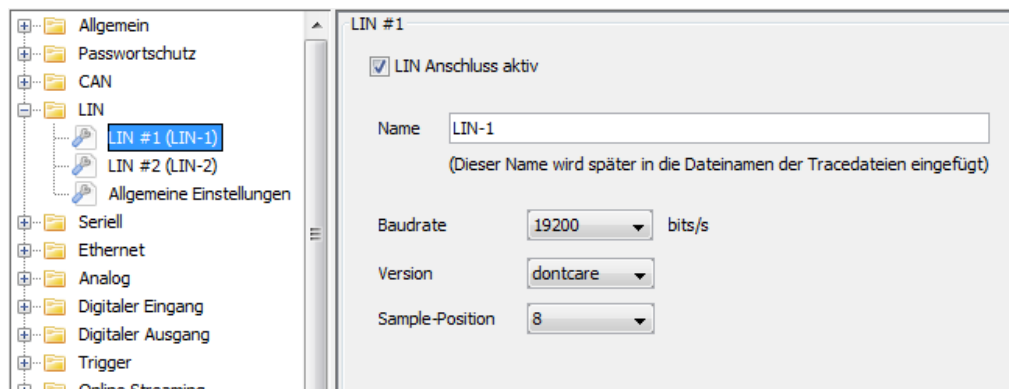 Allgemein
Passwortschutz
CAN
LIN
LIN #1 (LIN-1)
LIN #2 (LIN-2)
Allgemeine Einstellungen
Seriell
Ethernet
Analog
Digitaler Eingang
Digitaler Ausgang
Trigger
Online Streaming
LIN #1
LIN Anschluss aktiv
Name LIN-1
(Dieser Name wird später in die Dateinamen der Tracedateien eingefügt)
Baudrate 19200 bits/s
Version dontcare
Sample-Position 8